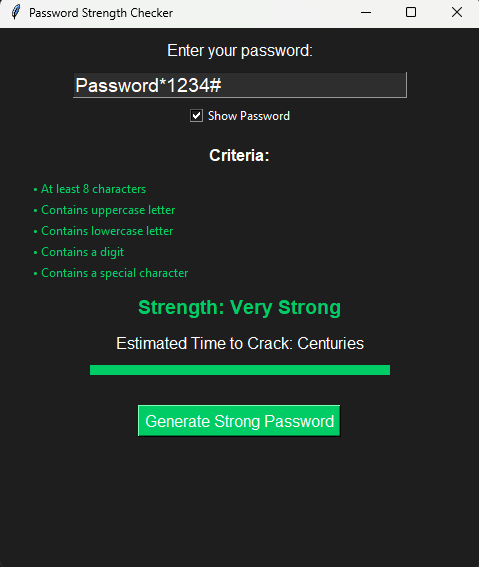 Password Strength Checker
Enter your password:
Password*1234#
Show Password
Criteria:
• At least 8 characters
• Contains uppercase letter
• Contains lowercase letter
• Contains a digit
• Contains a special character
Strength: Very Strong
Estimated Time to Crack: Centuries
Generate Strong Password